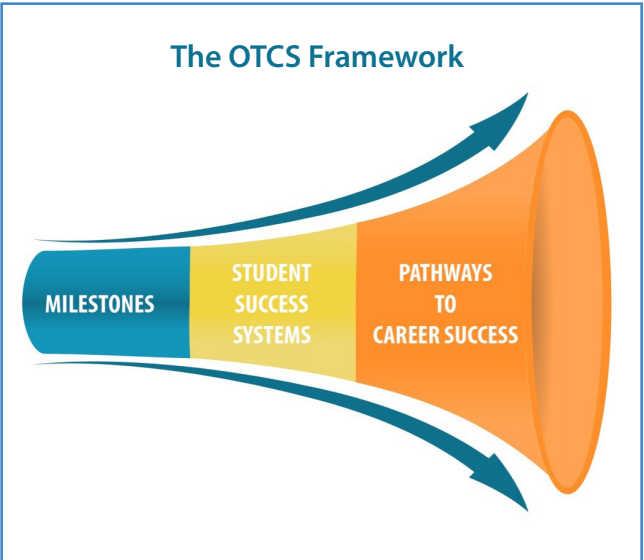 The OTCS Framework
MILESTONES
STUDENT
SUCCESS
SYSTEMS
PATHWAYS
TO
CAREER SUCCESS